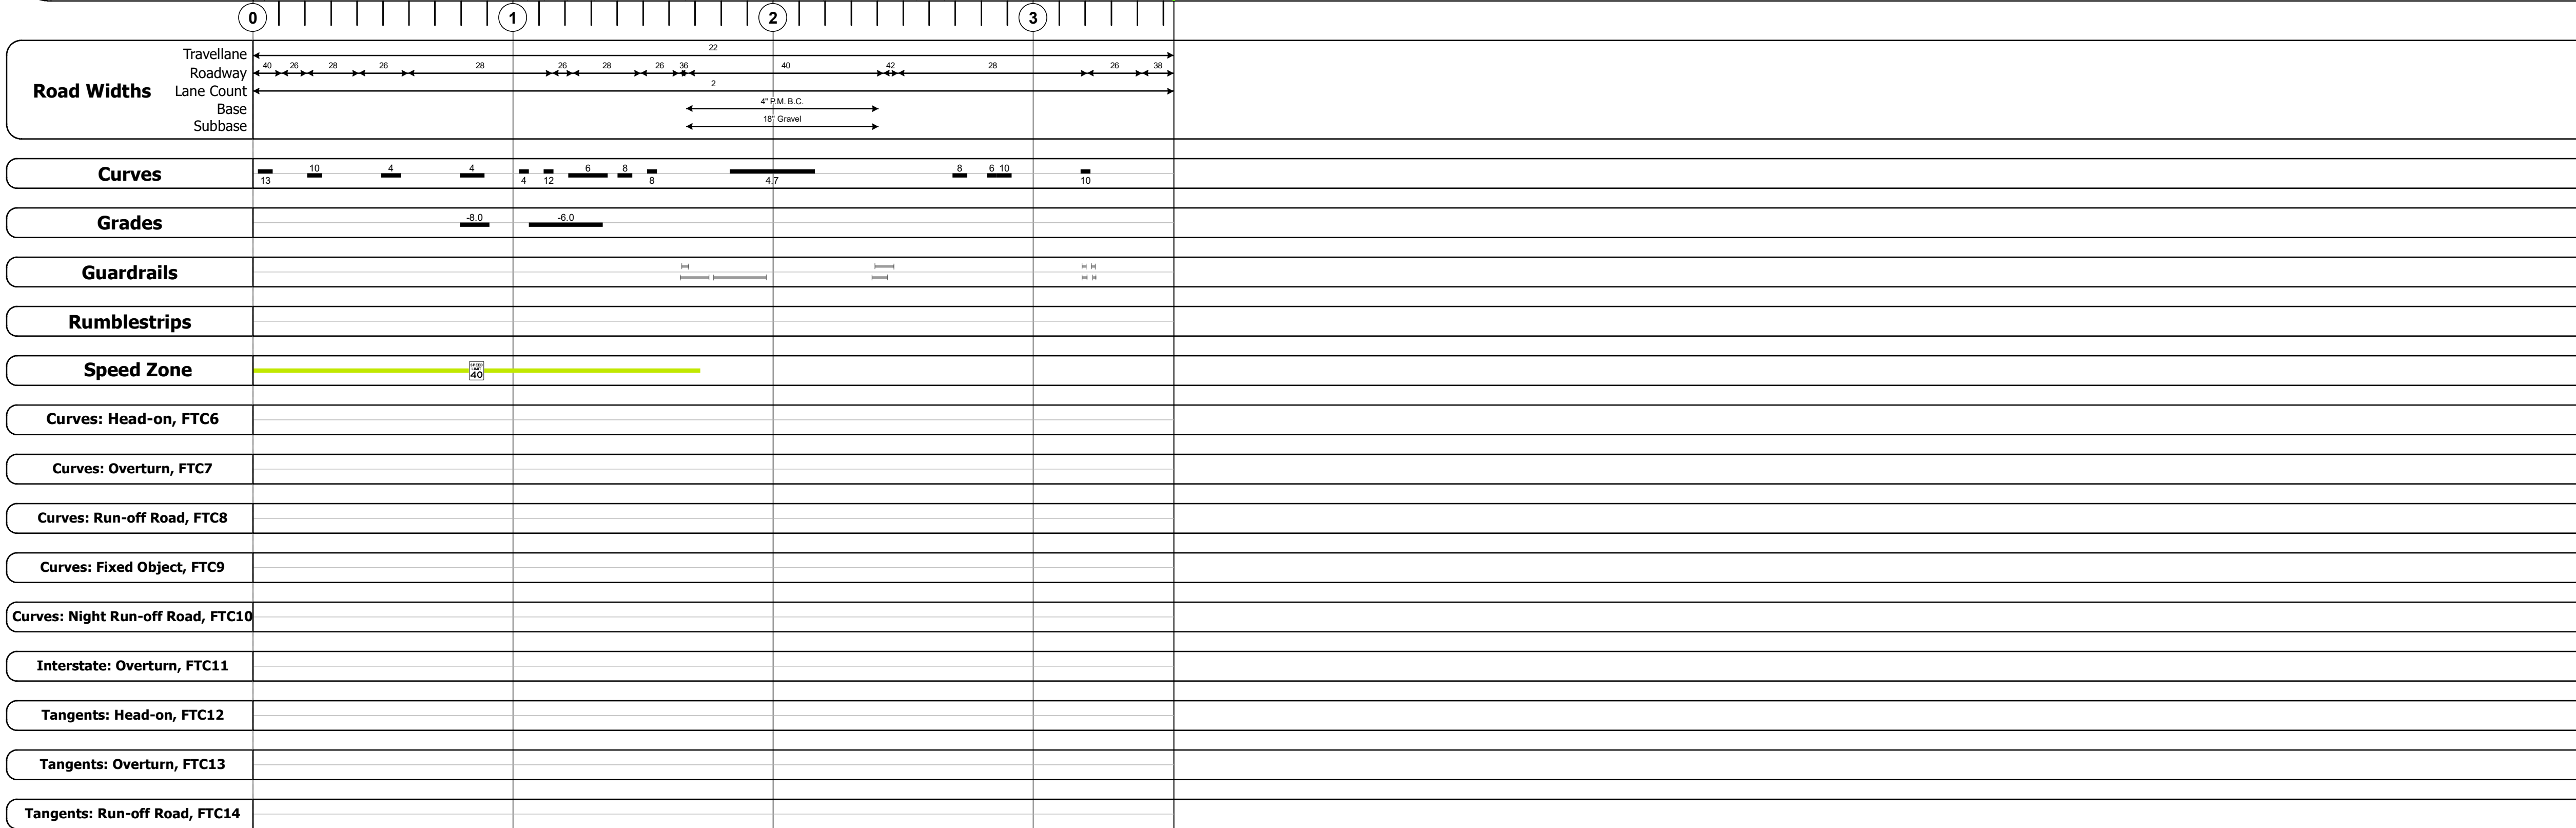 0 1 2 3
Road Widths
Travellane 22
Roadway 40 26 28 26 28 26 28 26 36 40 42 28 26 38
Lane Count 2
Base 4" P.M. B.C.
Subbase 18" Gravel
Curves
10 4 4 6 8 8 6 10
13 4 12 8 4.7 10
Grades -8.0 -6.0
Guardrails
Rumblestrips
Speed Zone
SPEED
LIMIT
40
Curves: Head-on, FTC6
Curves: Overturn, FTC7
Curves: Run-off Road, FTC8
Curves: Fixed Object, FTC9
Curves: Night Run-off Road, FTC10
Interstate: Overturn, FTC11
Tangents: Head-on, FTC12
Tangents: Overturn, FTC13
Tangents: Run-off Road, FTC14